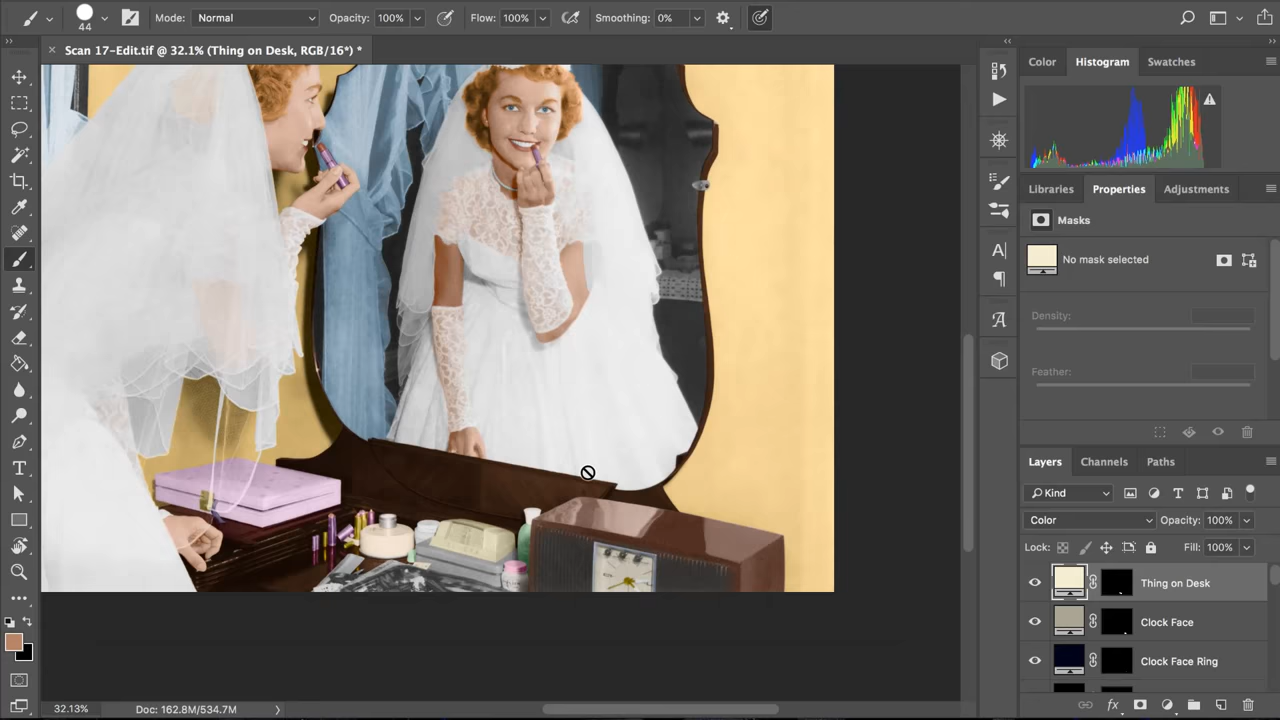 44
Mode:
Normal
Opacity:
100%
Flow:
100%
Smoothing:
0%
×
Scan 17-Edit.tif @ 32.1% (Thing on Desk, RGB/16*) *
Color
Histogram
Swatches
Libraries
Properties
Adjustments
Masks
No mask selected
Density:
Feather:
Layers
Channels
Paths
Kind
Color
Opacity:
100%
Lock:
Fill:
100%
Thing on Desk
Clock Face
Clock Face Ring
fx
32.13%
Doc: 162.8M/534.7M